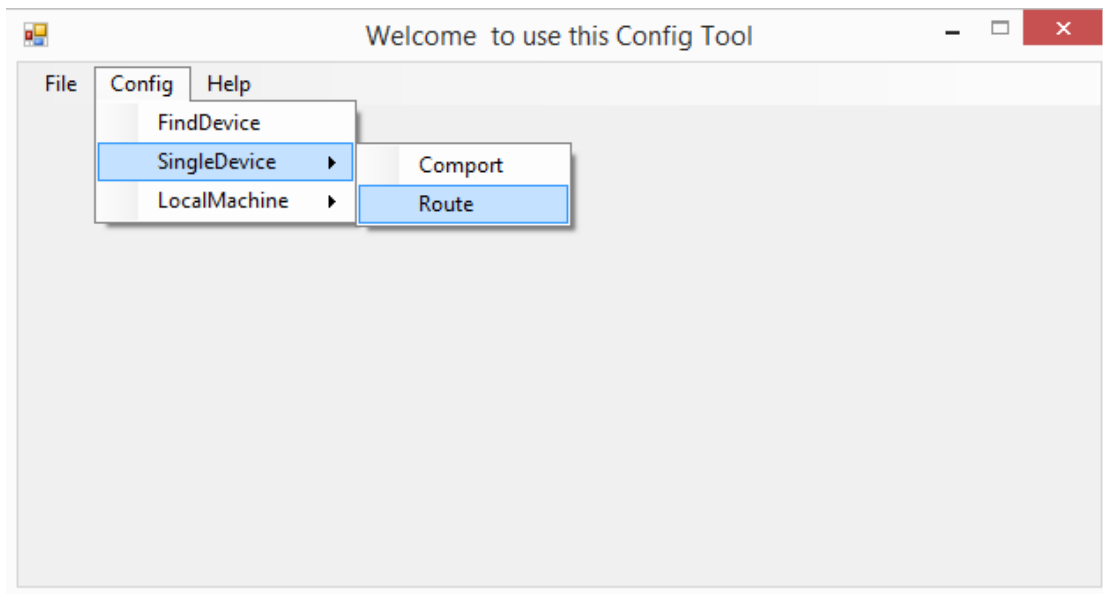 Welcome  to use this Config Tool
File Config Help
FindDevice
SingleDevice
Comport
LocalMachine
Route